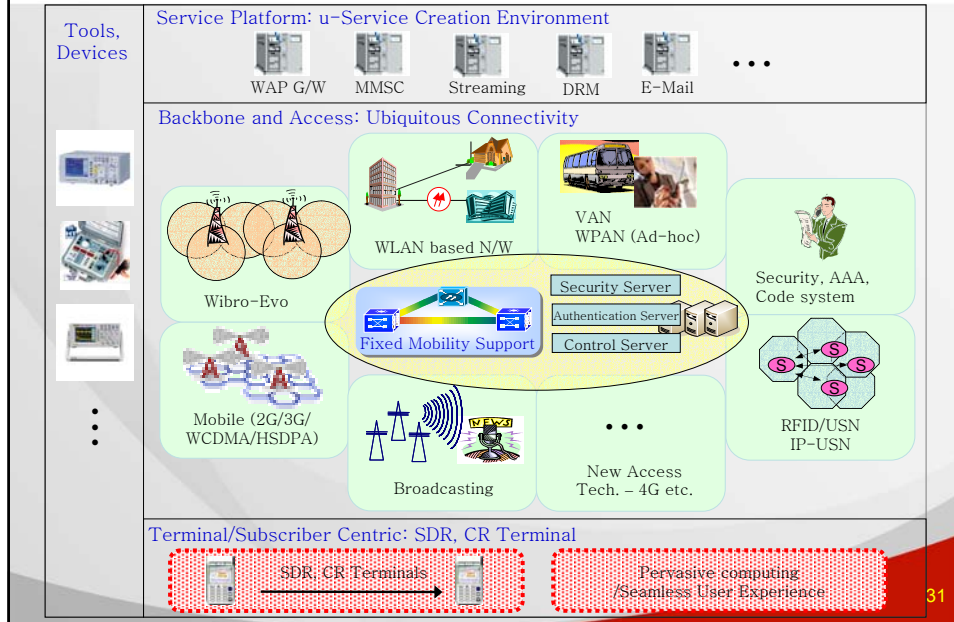 Tools,
Devices
Service Platform: u-Service Creation Environment
WAP G/W
MMSC
Streaming
DRM
E-Mail
...
Backbone and Access: Ubiquitous Connectivity
WLAN based N/W
VAN
WPAN (Ad-hoc)
Wibro-Evo
Security, AAA,
Code system
Fixed Mobility Support
Security Server
Authentication Server
Control Server
Mobile (2G/3G/
WCDMA/HSDPA)
NEWS
Broadcasting
...
New Access
Tech. – 4G etc.
S
S
S
S
RFID/USN
IP-USN
Terminal/Subscriber Centric: SDR, CR Terminal
SDR, CR Terminals
Pervasive computing
/Seamless User Experience
31